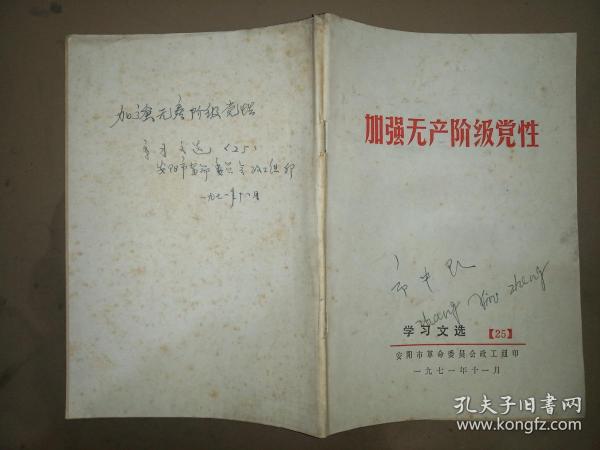 加强无产阶级党性
学习文选（25）
安阳市革命委员会政工组印
一九七一年十一月
加强无产阶级党性
zhang
zheng
学习文选 【25】
安阳市革命委员会政工组印
一九七一年十一月
孔夫子旧书网
www.kongfz.com